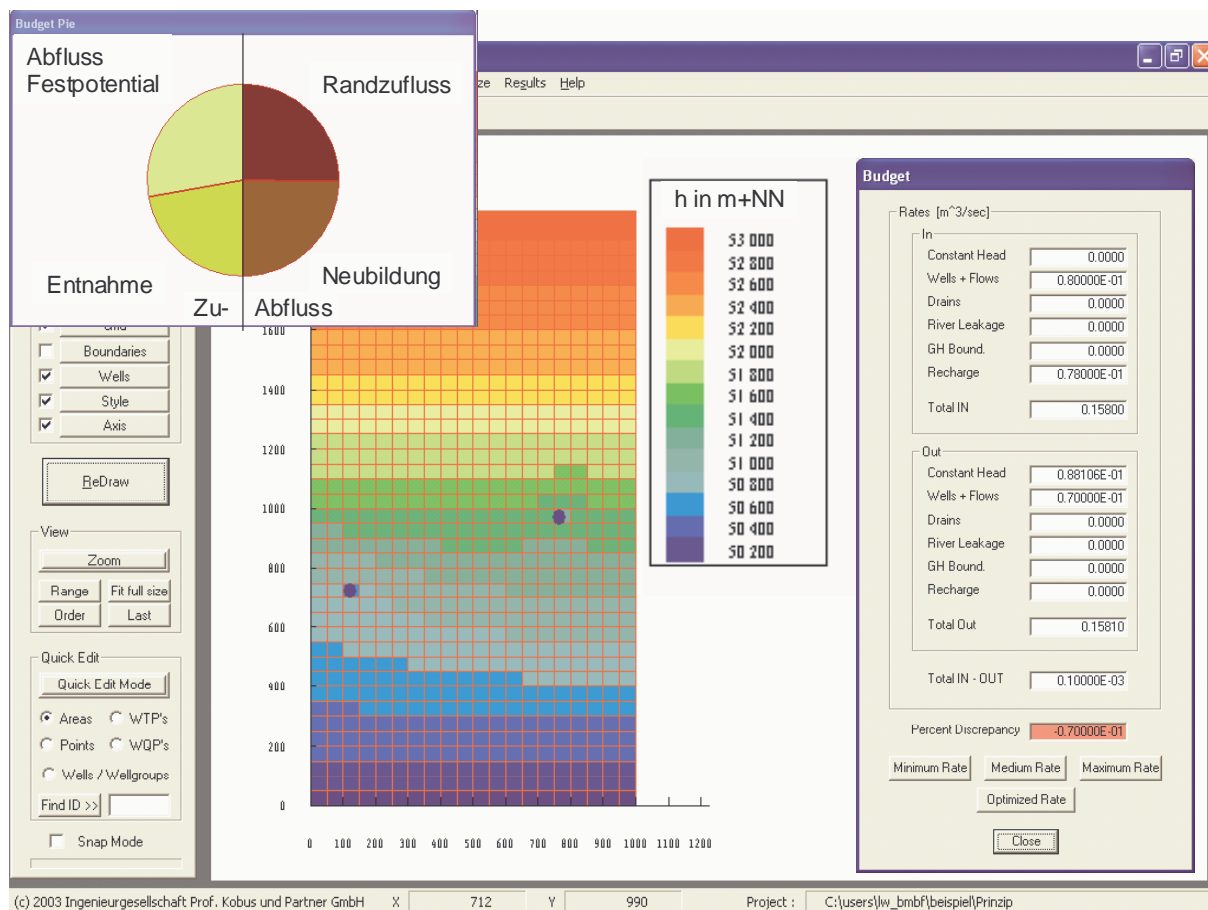 Budget Pie
Abfluss
Festpotential
Randzufluss
Entnahme
Neubildung
Zu- Abfluss
ze Results Help
Boundaries
Wells
Style
Axis
ReDraw
View
Zoom
Range Fit full size
Order Last
Quick Edit
Quick Edit Mode
Areas WTP's
Points WQP's
Wells / Wellgroups
Find ID >>
Snap Mode
1600
1400
1200
1000
800
600
400
200
0
0 100 200 300 400 500 600 700 800 900 1000 1100 1200
h in m+NN
53 000
52 800
52 600
52 400
52 200
52 000
51 800
51 600
51 400
51 200
51 000
50 800
50 600
50 400
50 200
Budget
Rates [m^3/sec]
In
Constant Head 0.0000
Wells + Flows 0.80000E-01
Drains 0.0000
River Leakage 0.0000
GH Bound. 0.0000
Recharge 0.78000E-01
Total IN 0.15800
Out
Constant Head 0.88106E-01
Wells + Flows 0.70000E-01
Drains 0.0000
River Leakage 0.0000
GH Bound. 0.0000
Recharge 0.0000
Total Out 0.15810
Total IN - OUT 0.10000E-03
Percent Discrepancy -0.70000E-01
Minimum Rate Medium Rate Maximum Rate
Optimized Rate
Close
(c) 2003 Ingenieurgesellschaft Prof. Kobus und Partner GmbH X 712 Y 990 Project : C:\users\lw_bmbf\beispiel\Prinzip